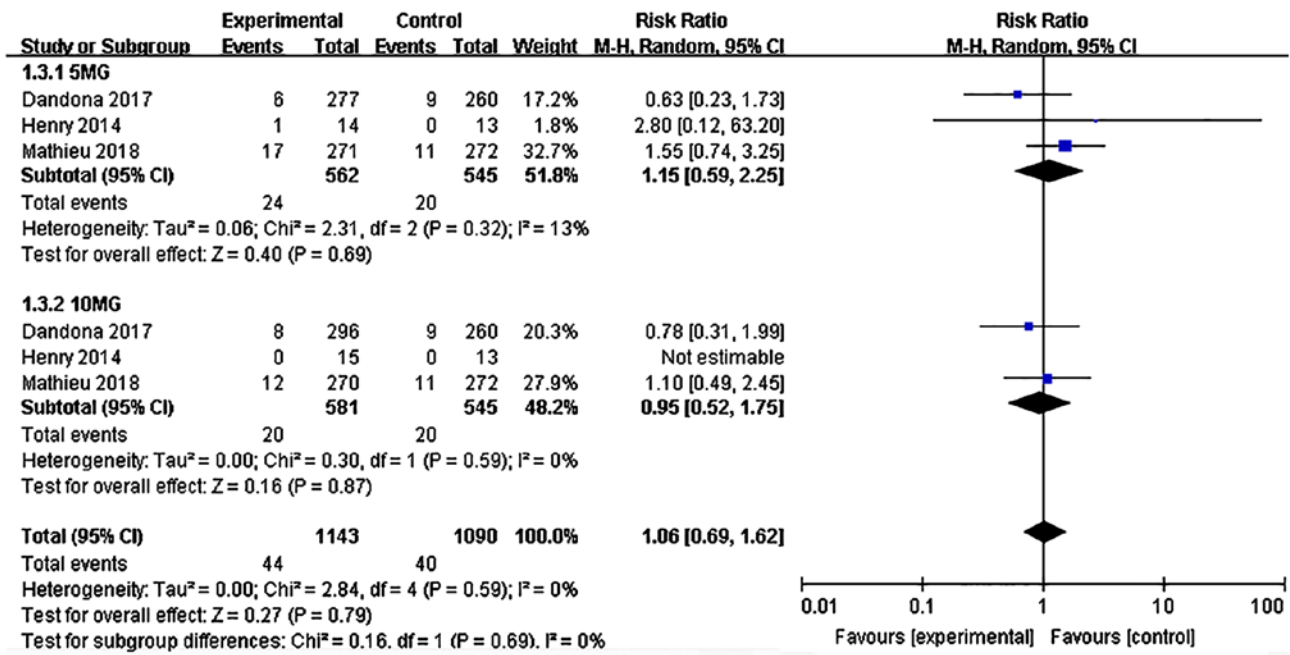 Experimental Control Risk Ratio Risk Ratio
Study or Subgroup Events Total Events Total Weight M-H, Random, 95% CI M-H, Random, 95% CI
1.3.1 5MG
Dandona 2017 6 277 9 260 17.2% 0.63 [0.23, 1.73]
Henry 2014 1 14 0 13 1.8% 2.80 [0.12, 63.20]
Mathieu 2018 17 271 11 272 32.7% 1.55 [0.74, 3.25]
Subtotal (95% CI) 562 545 51.8% 1.15 [0.59, 2.25]
Total events 24 20
Heterogeneity: Tau² = 0.06; Chi² = 2.31, df = 2 (P = 0.32); I² = 13%
Test for overall effect: Z = 0.40 (P = 0.69)
1.3.2 10MG
Dandona 2017 8 296 9 260 20.3% 0.78 [0.31, 1.99]
Henry 2014 0 15 0 13 Not estimable
Mathieu 2018 12 270 11 272 27.9% 1.10 [0.49, 2.45]
Subtotal (95% CI) 581 545 48.2% 0.95 [0.52, 1.75]
Total events 20 20
Heterogeneity: Tau² = 0.00; Chi² = 0.30, df = 1 (P = 0.59); I² = 0%
Test for overall effect: Z = 0.16 (P = 0.87)
Total (95% CI) 1143 1090 100.0% 1.06 [0.69, 1.62]
Total events 44 40
Heterogeneity: Tau² = 0.00; Chi² = 2.84, df = 4 (P = 0.59); I² = 0%
Test for overall effect: Z = 0.27 (P = 0.79)
Test for subgroup differences: Chi² = 0.16, df = 1 (P = 0.69), I² = 0%
0.01 0.1 1 10 100
Favours [experimental] Favours [control]